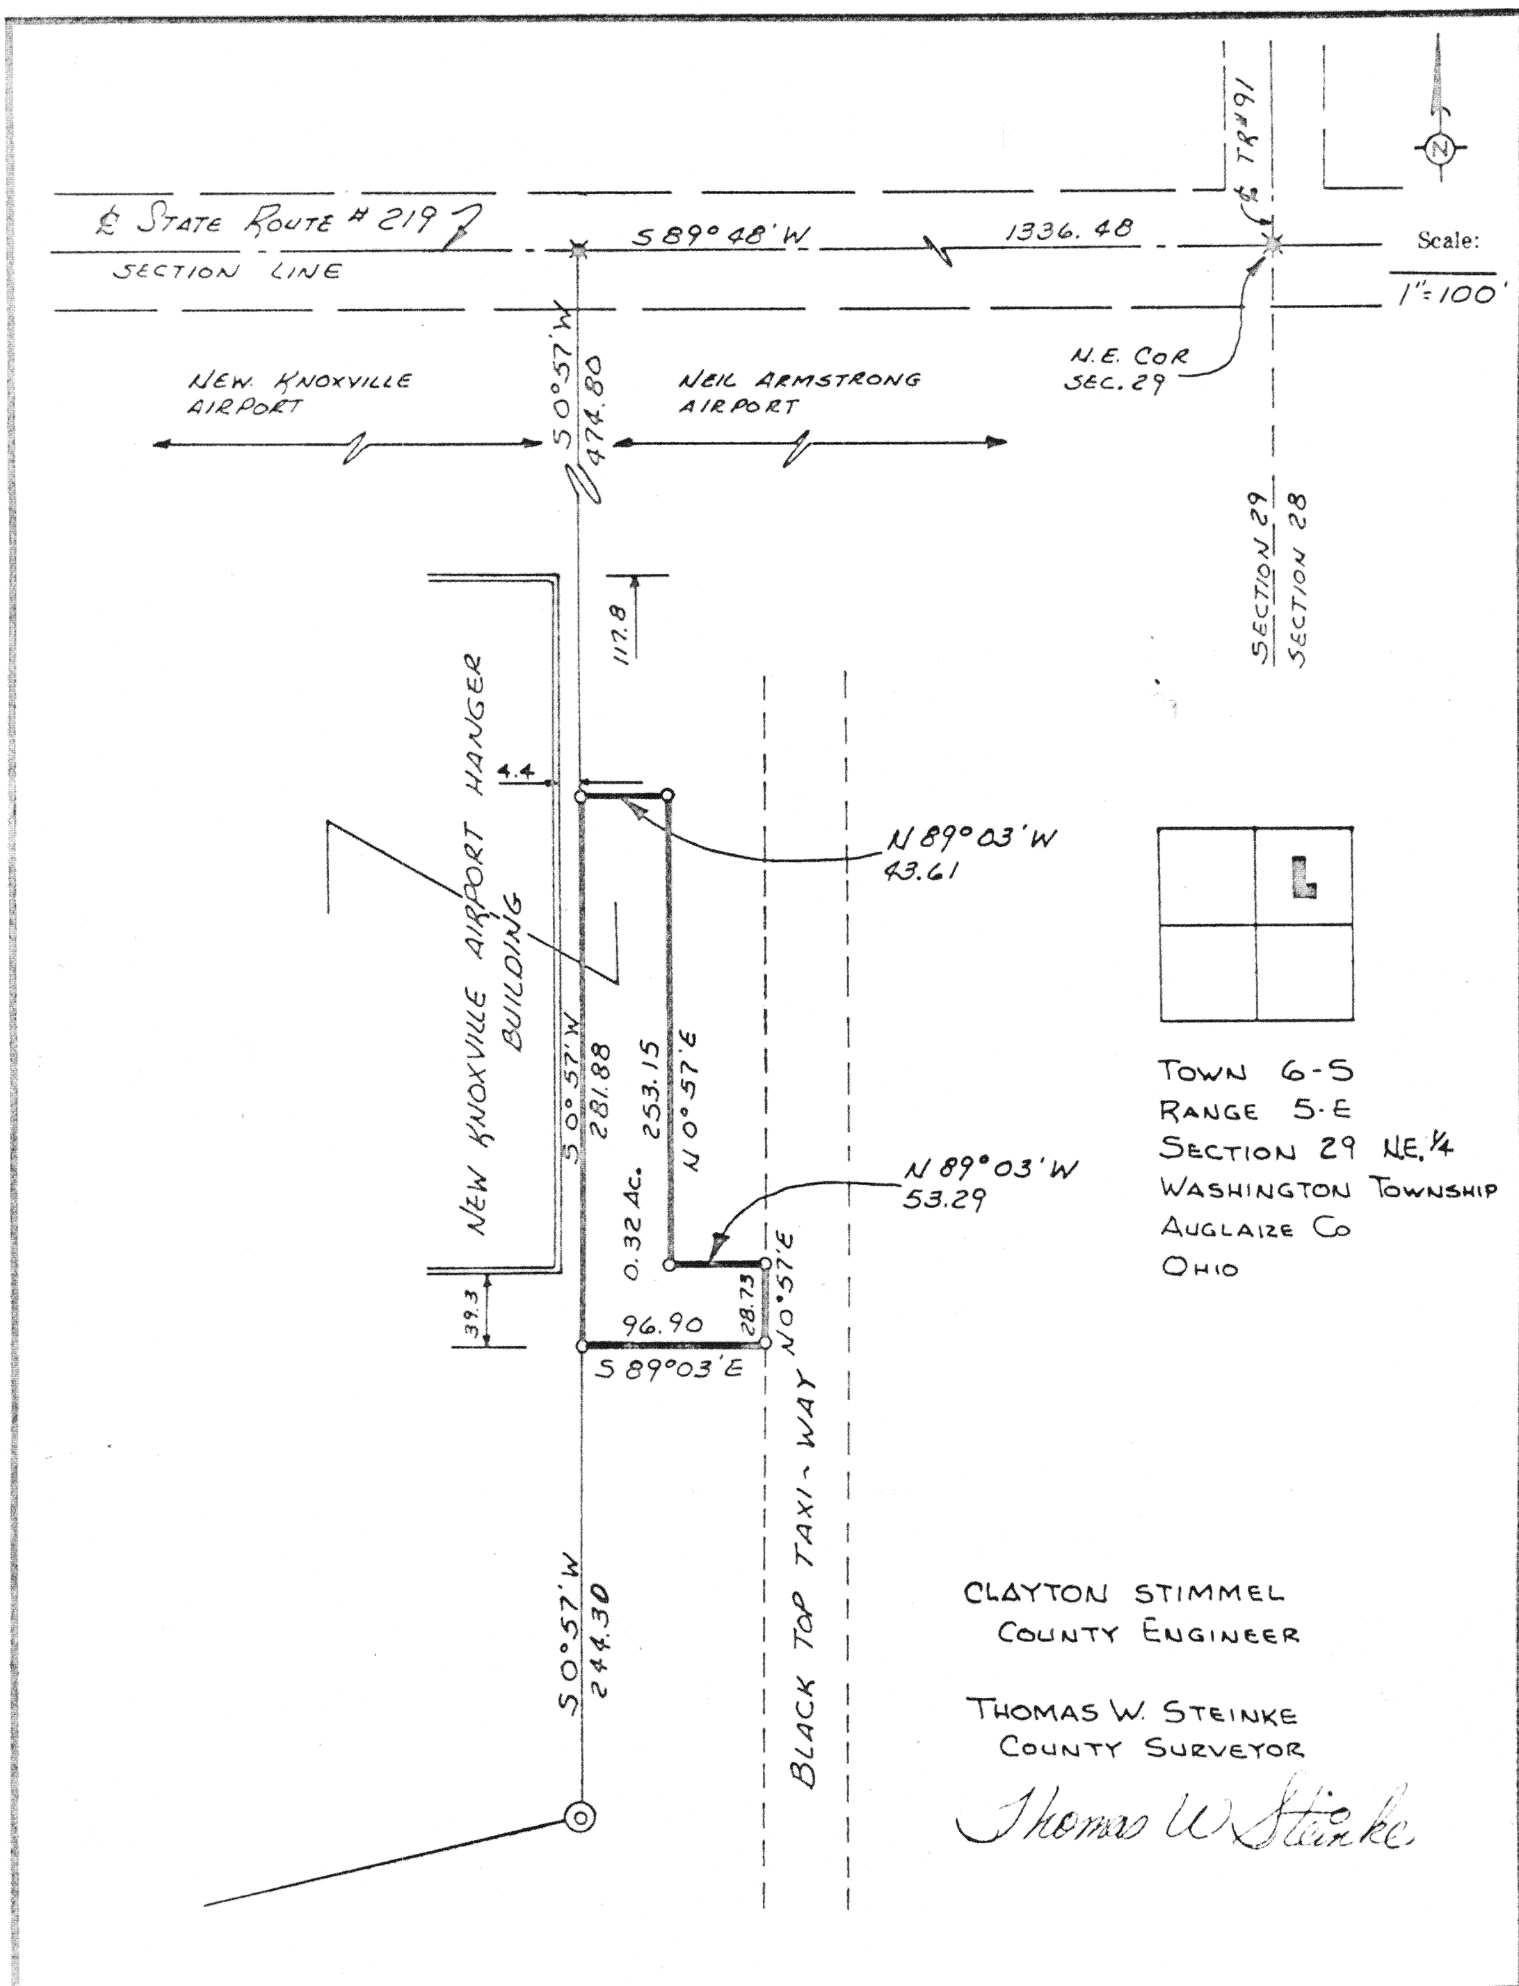 ℄ TR#91
N
℄ STATE ROUTE # 219
S 89° 48' W
1336.48
Scale:
1"=100'
SECTION LINE
S 0° 57' W
474.80
N.E. COR
SEC. 29
NEW KNOXVILLE
AIRPORT
NEIL ARMSTRONG
AIRPORT
SECTION 29
SECTION 28
117.8
NEW KNOXVILLE AIRPORT HANGER
BUILDING
4.4
N 89° 03' W
43.61
S 0° 57' W
281.88
0.32 Ac.
253.15
N 0° 57' E
N 89° 03' W
53.29
TOWN 6-S
RANGE 5-E
SECTION 29 N.E. 1/4
WASHINGTON TOWNSHIP
AUGLAIZE CO
OHIO
39.3
96.90
S 89° 03' E
28.73
N 0° 57' E
BLACK TOP TAXI-WAY
S 0° 57' W
244.30
CLAYTON STIMMEL
COUNTY ENGINEER
THOMAS W. STEINKE
COUNTY SURVEYOR
Thomas W Steinke